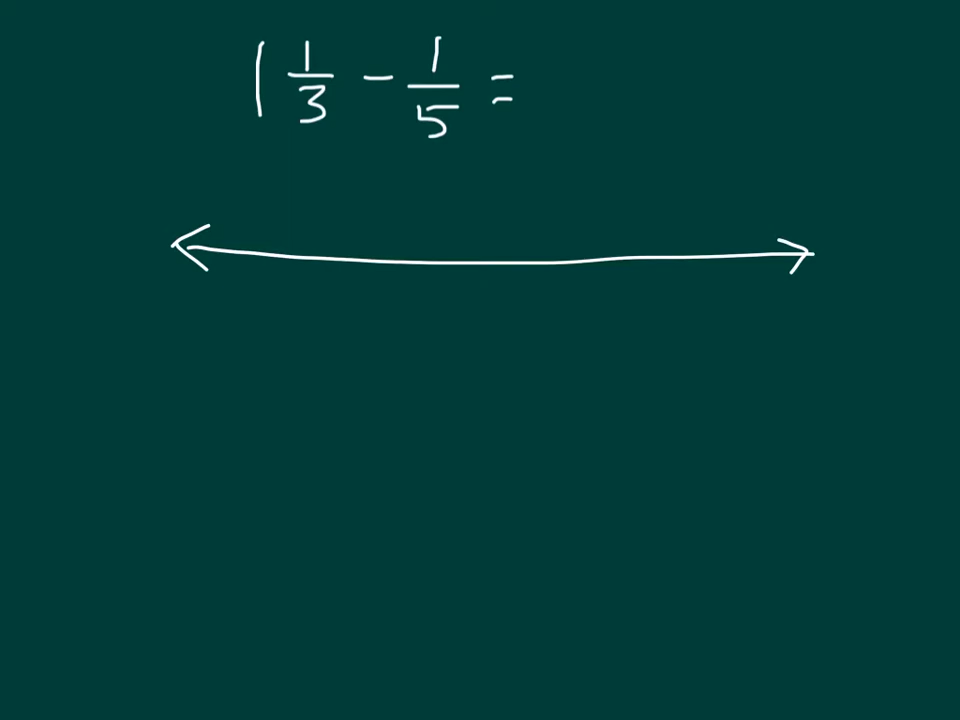 1 1/3 - 1/5 =